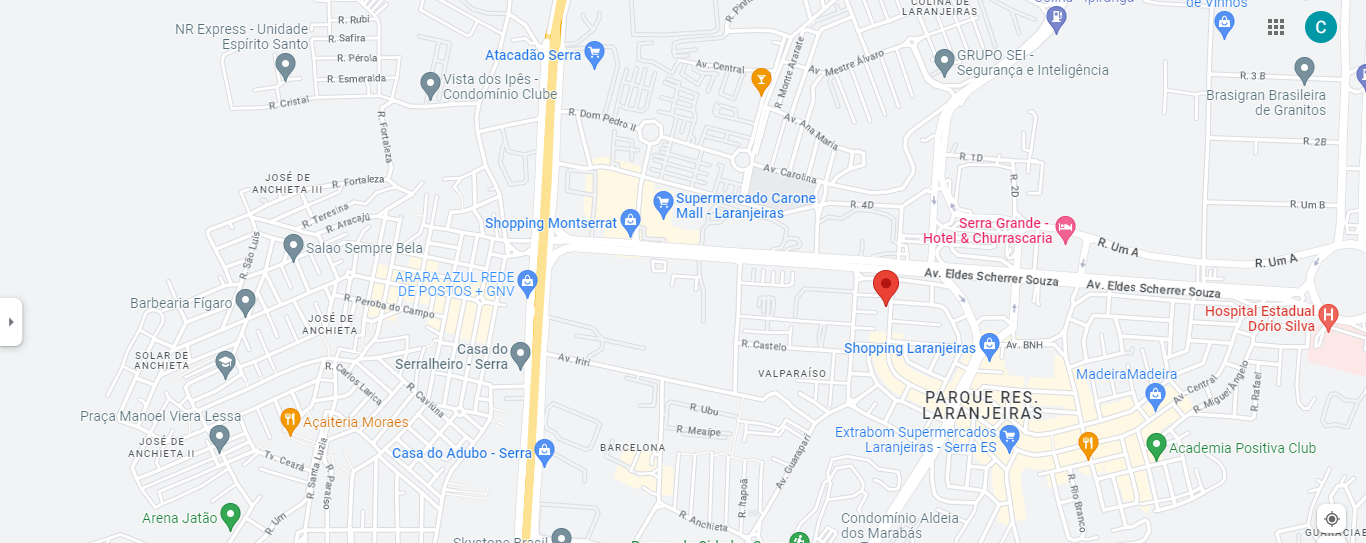 COLINA DE
LARANJEIRAS
de Vinhos
R. Rubi
R. Safira
R. Pérola
R. Esmeralda
R. Cristal
NR Express - Unidade
Espírito Santo
Vista dos Ipês -
Condomínio Clube
Atacadão Serra
Av. Central
Av. Mestre Álvaro
R. Monte Ararate
GRUPO SEI -
Segurança e Inteligência
C
R. 3 B
Brasigran Brasileira
de Granitos
R. Fortaleza
R. Dom Pedro II
Av. Ana Maria
R. 2B
R. 1D
Av. Carolina
R. 2D
JOSÉ DE
ANCHIETA III
R. Fortaleza
R. Teresina
R. Aracajú
R. São Luís
Supermercado Carone
Mall - Laranjeiras
Shopping Montserrat
R. 4D
R. Um B
Serra Grande -
Hotel & Churrascaria
R. Um A
R. Um A
Salao Sempre Bela
ARARA AZUL REDE
DE POSTOS + GNV
Av. Eldes Scherrer Souza
Av. Eldes Scherrer Souza
Barbearia Fígaro
R. Peroba do Campo
JOSÉ DE
ANCHIETA
Hospital Estadual
Dório Silva
H
SOLAR DE
ANCHIETA
Casa do
Serralheiro - Serra
Av. Iriri
R. Castelo
Shopping Laranjeiras
Av. BNH
VALPARAÍSO
R. Carlos Larica
R. Caviúna
MadeiraMadeira
Av. Central
R. Miguel Ângelo
R. Rafael
PARQUE RES.
LARANJEIRAS
Praça Manoel Viera Lessa
Açaiteria Moraes
R. Ubu
R. Meaípe
JOSÉ DE
ANCHIETA II
BARCELONA
Extrabom Supermercados
Laranjeiras - Serra ES
Academia Positiva Club
Casa do Adubo - Serra
Tv. Ceará
R. Santa Luzia
R. Paraíso
Av. Guarapari
R. Itapoã
R. Rio Branco
Arena Jatão
R. Um
R. Anchieta
Condomínio Aldeia
dos Marabás
Skystone Brasil